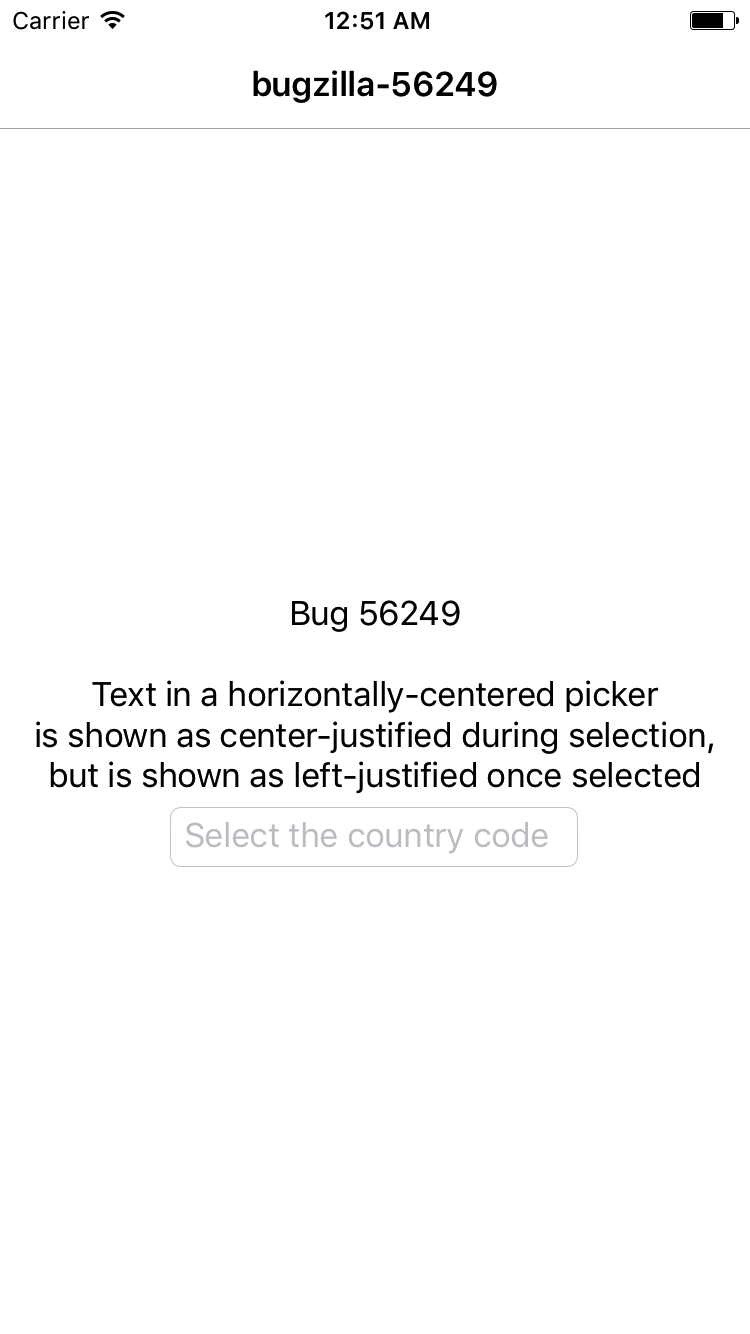 Carrier 12:51 AM
bugzilla-56249
Bug 56249
Text in a horizontally-centered picker
is shown as center-justified during selection,
but is shown as left-justified once selected
Select the country code